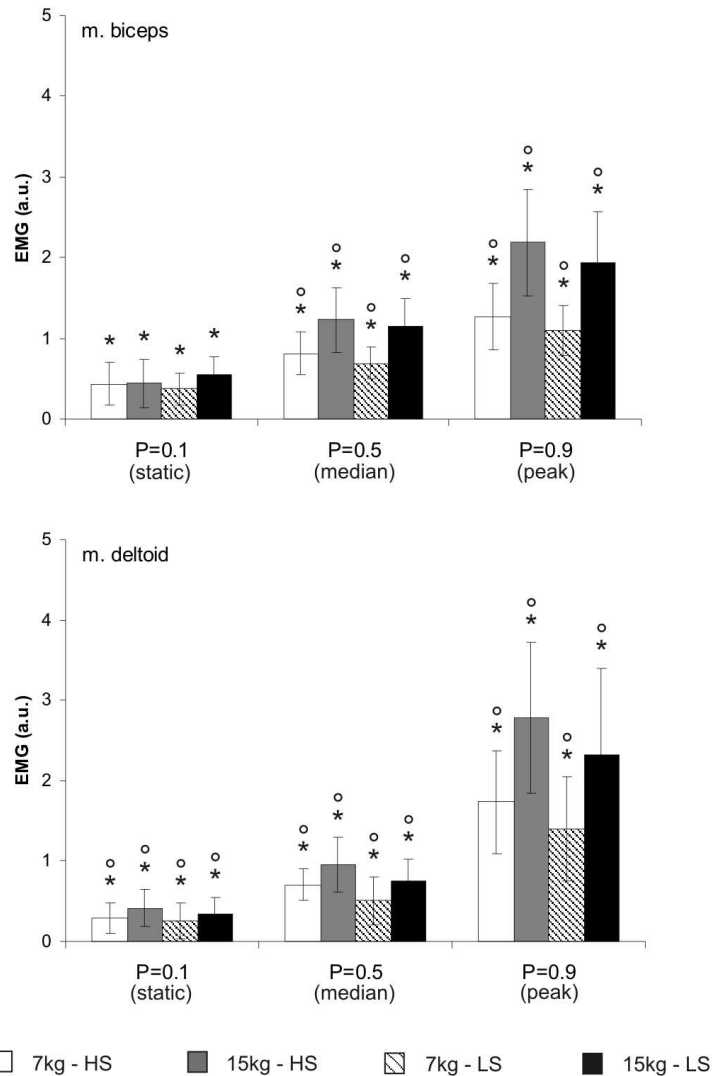 m. biceps
5
4
3
2
1
0
EMG (a.u.)
* * * *
° ° ° °
* * * *
° ° ° °
* * * *
P=0.1 P=0.5 P=0.9
(static) (median) (peak)
m. deltoid
5
4
3
2
1
0
EMG (a.u.)
° ° ° °
* * * *
° ° ° °
* * * *
° ° ° °
* * * *
P=0.1 P=0.5 P=0.9
(static) (median) (peak)
7kg - HS 15kg - HS 7kg - LS 15kg - LS